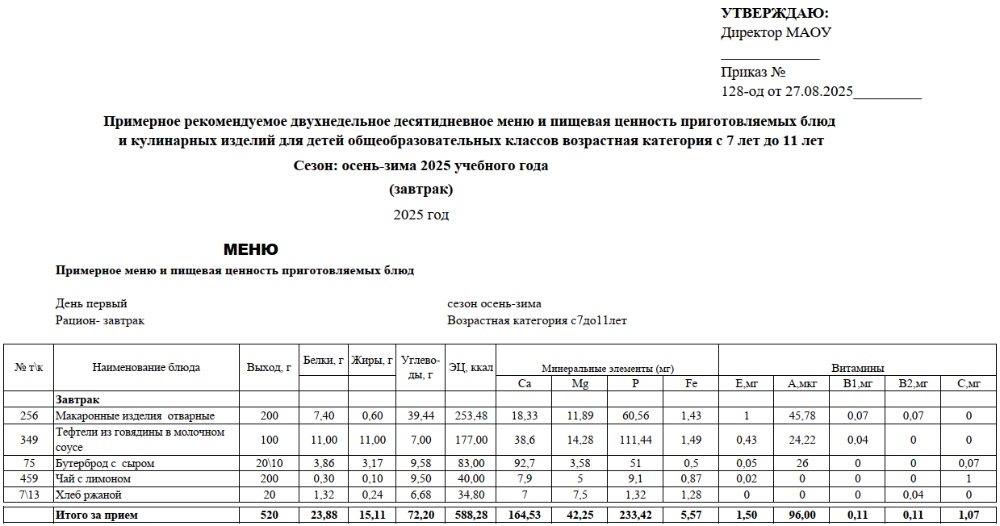 УТВЕРЖДАЮ:
Директор МАОУ
_____________
Приказ №
128-од от 27.08.2025_________
Примерное рекомендуемое двухнедельное десятидневное меню и пищевая ценность приготовляемых блюд
и кулинарных изделий для детей общеобразовательных классов возрастная категория с 7 лет до 11 лет
Сезон: осень-зима 2025 учебного года
(завтрак)
2025 год
МЕНЮ
Примерное меню и пищевая ценность приготовляемых блюд
День первый сезон осень-зима
Рацион- завтрак Возрастная категория с7до11лет
№ т\к Наименование блюда Выход, г Белки, г Жиры, г Углево-ды, г ЭЦ, ккал Минеральные элементы (мг) Витамины
Ca Mg P Fe Е,мг А,мкг В1,мг В2,мг С,мг
Завтрак
256 Макаронные изделия отварные 200 7,40 0,60 39,44 253,48 18,33 11,89 60,56 1,43 1 45,78 0,07 0,07 0
349 Тефтели из говядины в молочном соусе 100 11,00 11,00 7,00 177,00 38,6 14,28 111,44 1,49 0,43 24,22 0,04 0 0
75 Бутерброд с сыром 20\10 3,86 3,17 9,58 83,00 92,7 3,58 51 0,5 0,05 26 0 0 0,07
459 Чай с лимоном 200 0,30 0,10 9,50 40,00 7,9 5 9,1 0,87 0,02 0 0 0 1
7\13 Хлеб ржаной 20 1,32 0,24 6,68 34,80 7 7,5 1,32 1,28 0 0 0 0,04 0
Итого за прием 520 23,88 15,11 72,20 588,28 164,53 42,25 233,42 5,57 1,50 96,00 0,11 0,11 1,07